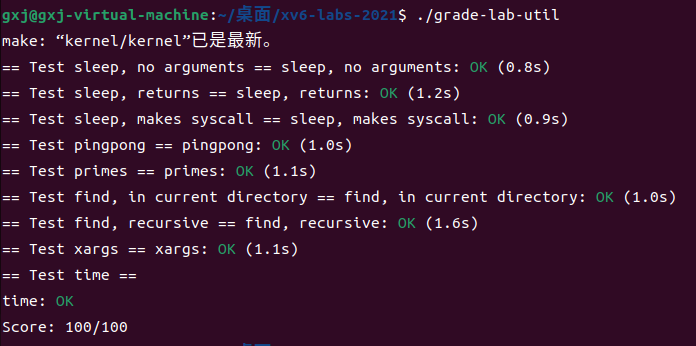 gxj@gxj-virtual-machine:~/桌面/xv6-labs-2021$ ./grade-lab-util
make: “kernel/kernel”已是最新。
== Test sleep, no arguments == sleep, no arguments: OK (0.8s)
== Test sleep, returns == sleep, returns: OK (1.2s)
== Test sleep, makes syscall == sleep, makes syscall: OK (0.9s)
== Test pingpong == pingpong: OK (1.0s)
== Test primes == primes: OK (1.1s)
== Test find, in current directory == find, in current directory: OK (1.0s)
== Test find, recursive == find, recursive: OK (1.6s)
== Test xargs == xargs: OK (1.1s)
== Test time ==
time: OK
Score: 100/100